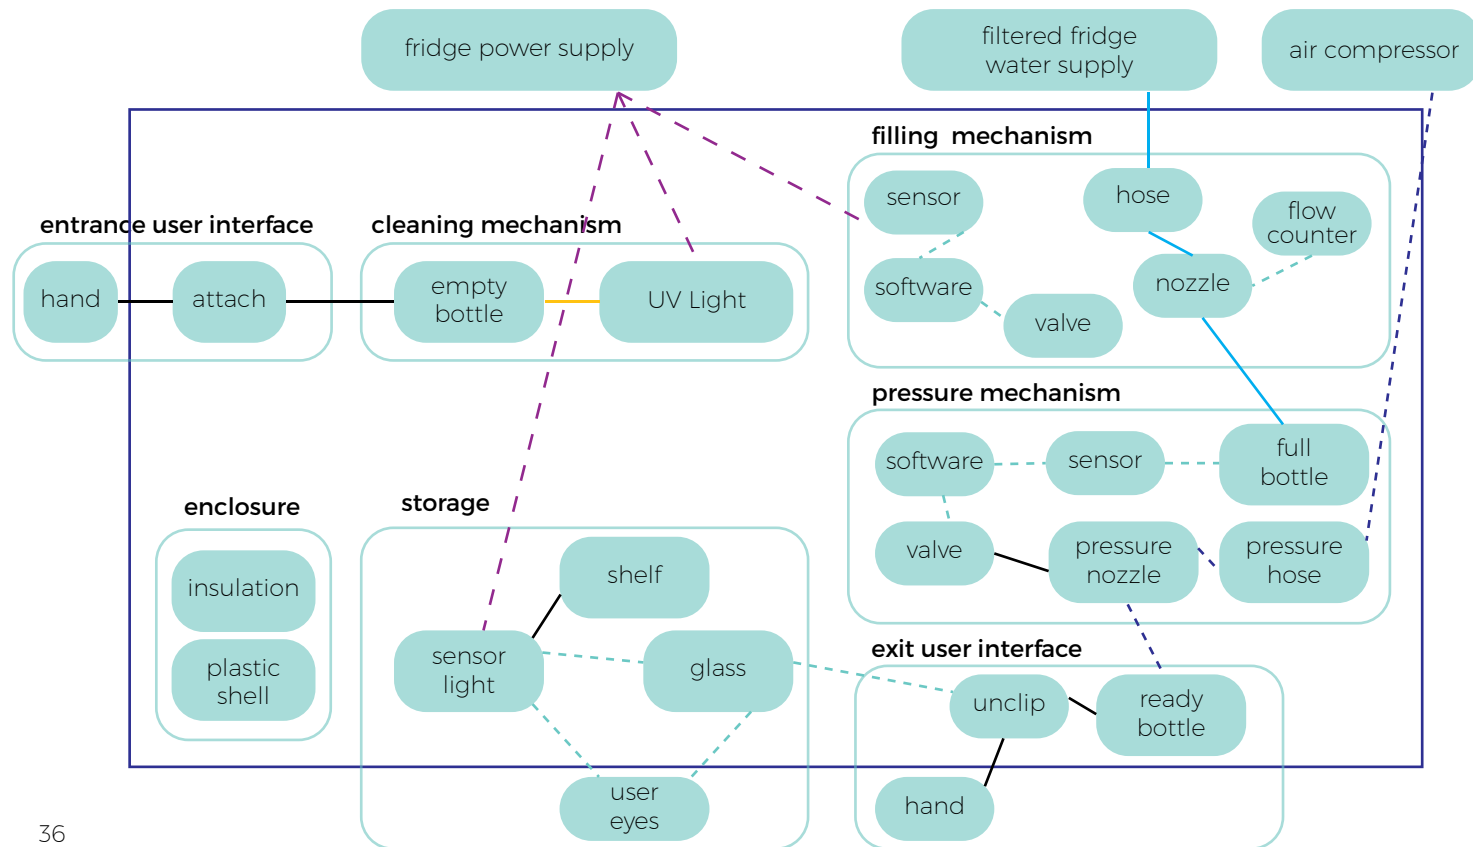 fridge power supply
filtered fridge
water supply
air compressor
filling  mechanism
sensor
hose
flow
counter
software
nozzle
valve
entrance user interface
hand
attach
cleaning mechanism
empty
bottle
UV Light
pressure mechanism
software
sensor
full
bottle
valve
pressure
nozzle
pressure
hose
enclosure
insulation
plastic
shell
storage
shelf
sensor
light
glass
user
eyes
exit user interface
unclip
ready
bottle
hand
36